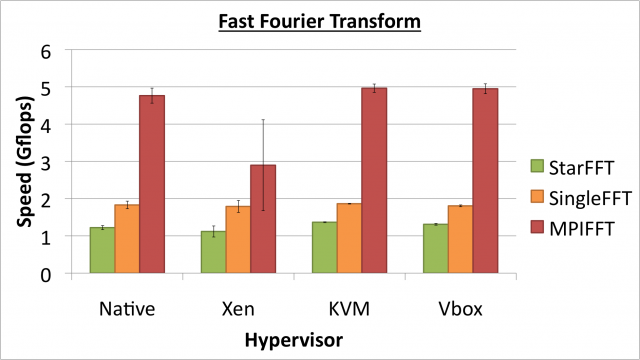 Fast Fourier Transform
6
5
4
3
2
1
0
Speed (Gflops)
Native Xen KVM Vbox
Hypervisor
StarFFT
SingleFFT
MPIFFT